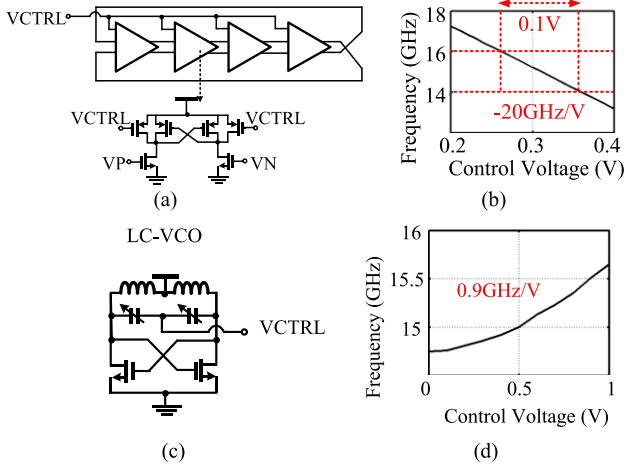 VCTRL
VCTRL
VCTRL
VP
VN
(a)
Frequency (GHz)
18
16
14
12
0.1V
-20GHz/V
0.2
0.3
0.4
Control Voltage (V)
(b)
LC-VCO
VCTRL
(c)
Frequency (GHz)
16
15.5
15
0.9GHz/V
0
0.5
1
Control Voltage (V)
(d)